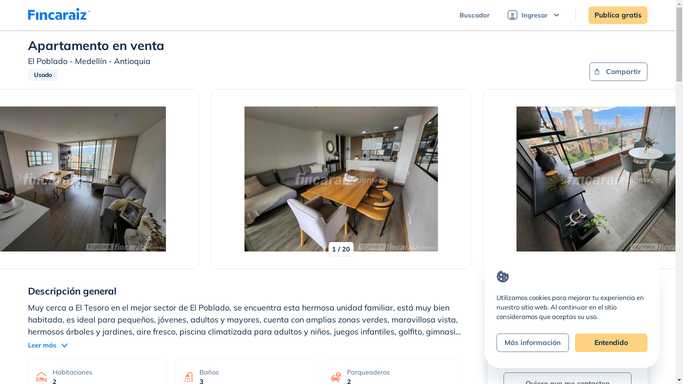 Fincaraiz
Buscador
Ingresar
Publica gratis
Apartamento en venta
El Poblado - Medellín - Antioquia
Usado
Compartir
fincaraiz
fincaraiz
fincaraiz
1 / 20
Descripción general
Muy cerca a El Tesoro en el mejor sector de El Poblado, se encuentra esta hermosa unidad familiar, está muy bien
habitada, es ideal para pequeños, jóvenes, adultos y mayores, cuenta con amplias zonas verdes, maravillosa vista,
hermosos árboles y jardines, aire fresco, piscina climatizada para adultos y niños, juegos infantiles, golfito, gimnasi...
Leer más
Habitaciones
2
Baños
3
Parqueaderos
2
Utilizamos cookies para mejorar tu experiencia en
nuestro sitio web. Al continuar en el sitio
consideramos que aceptas su uso.
Más información
Entendido
Quiero que me contacten